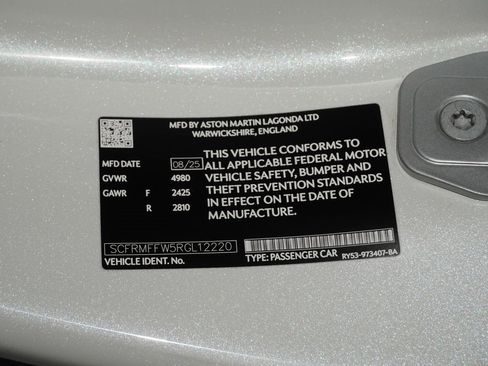 MFD BY ASTON MARTIN LAGONDA LTD
WARWICKSHIRE, ENGLAND
MFD DATE 08/25
GVWR 4980
GAWR F 2425
R 2810
THIS VEHICLE CONFORMS TO
ALL APPLICABLE FEDERAL MOTOR
VEHICLE SAFETY, BUMPER AND
THEFT PREVENTION STANDARDS
IN EFFECT ON THE DATE OF
MANUFACTURE.
SCFRMFFW5RGL12220
VEHICLE IDENT. No.
TYPE: PASSENGER CAR
RY53-973407-BA